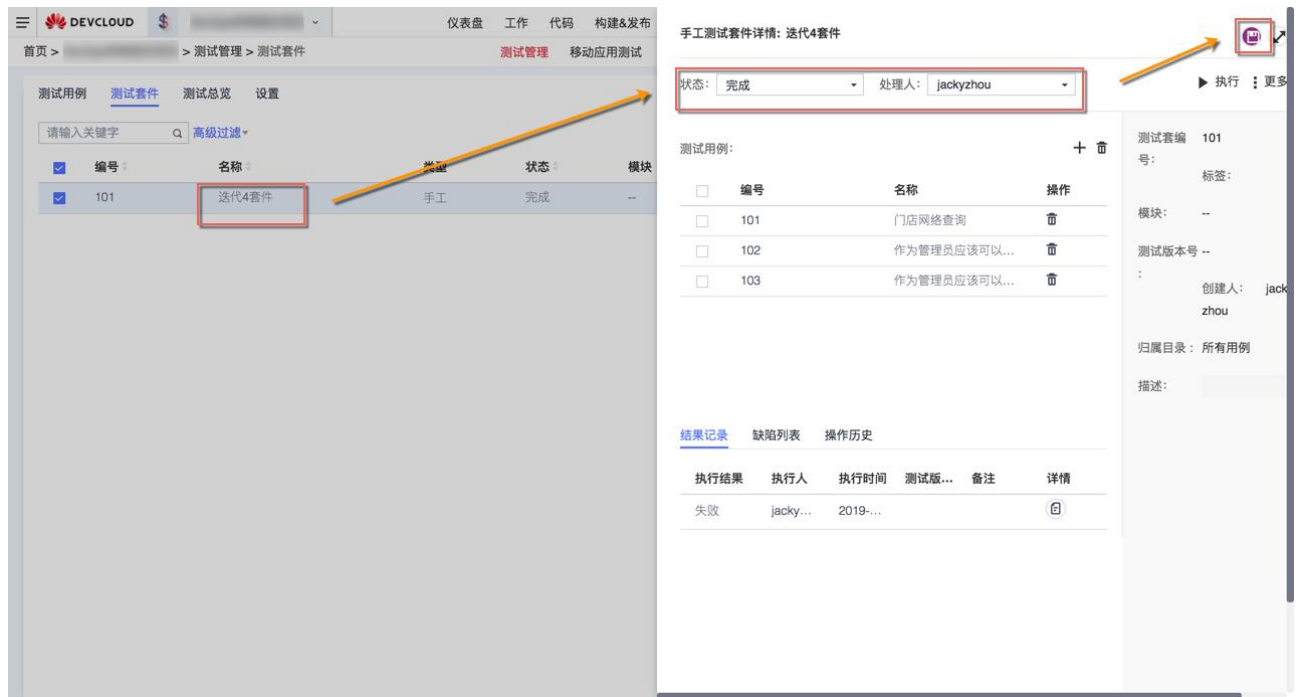 DEVCLOUD
仪表盘 工作 代码 构建&发布
首页 > > 测试管理 > 测试套件
测试管理 移动应用测试
测试用例 测试套件 测试总览 设置
请输入关键字 高级过滤
编号 名称 类型 状态 模块
101 迭代4套件 手工 完成 --
手工测试套件详情: 迭代4套件
状态: 完成 处理人: jackyzhou
执行 更多
测试用例:
编号 名称 操作
101 门店网络查询
102 作为管理员应该可以...
103 作为管理员应该可以...
测试套编 101
号:
标签:
模块: --
测试版本号 --
:
创建人: jack
zhou
归属目录: 所有用例
描述:
结果记录 缺陷列表 操作历史
执行结果 执行人 执行时间 测试版... 备注 详情
失败 jacky... 2019-...